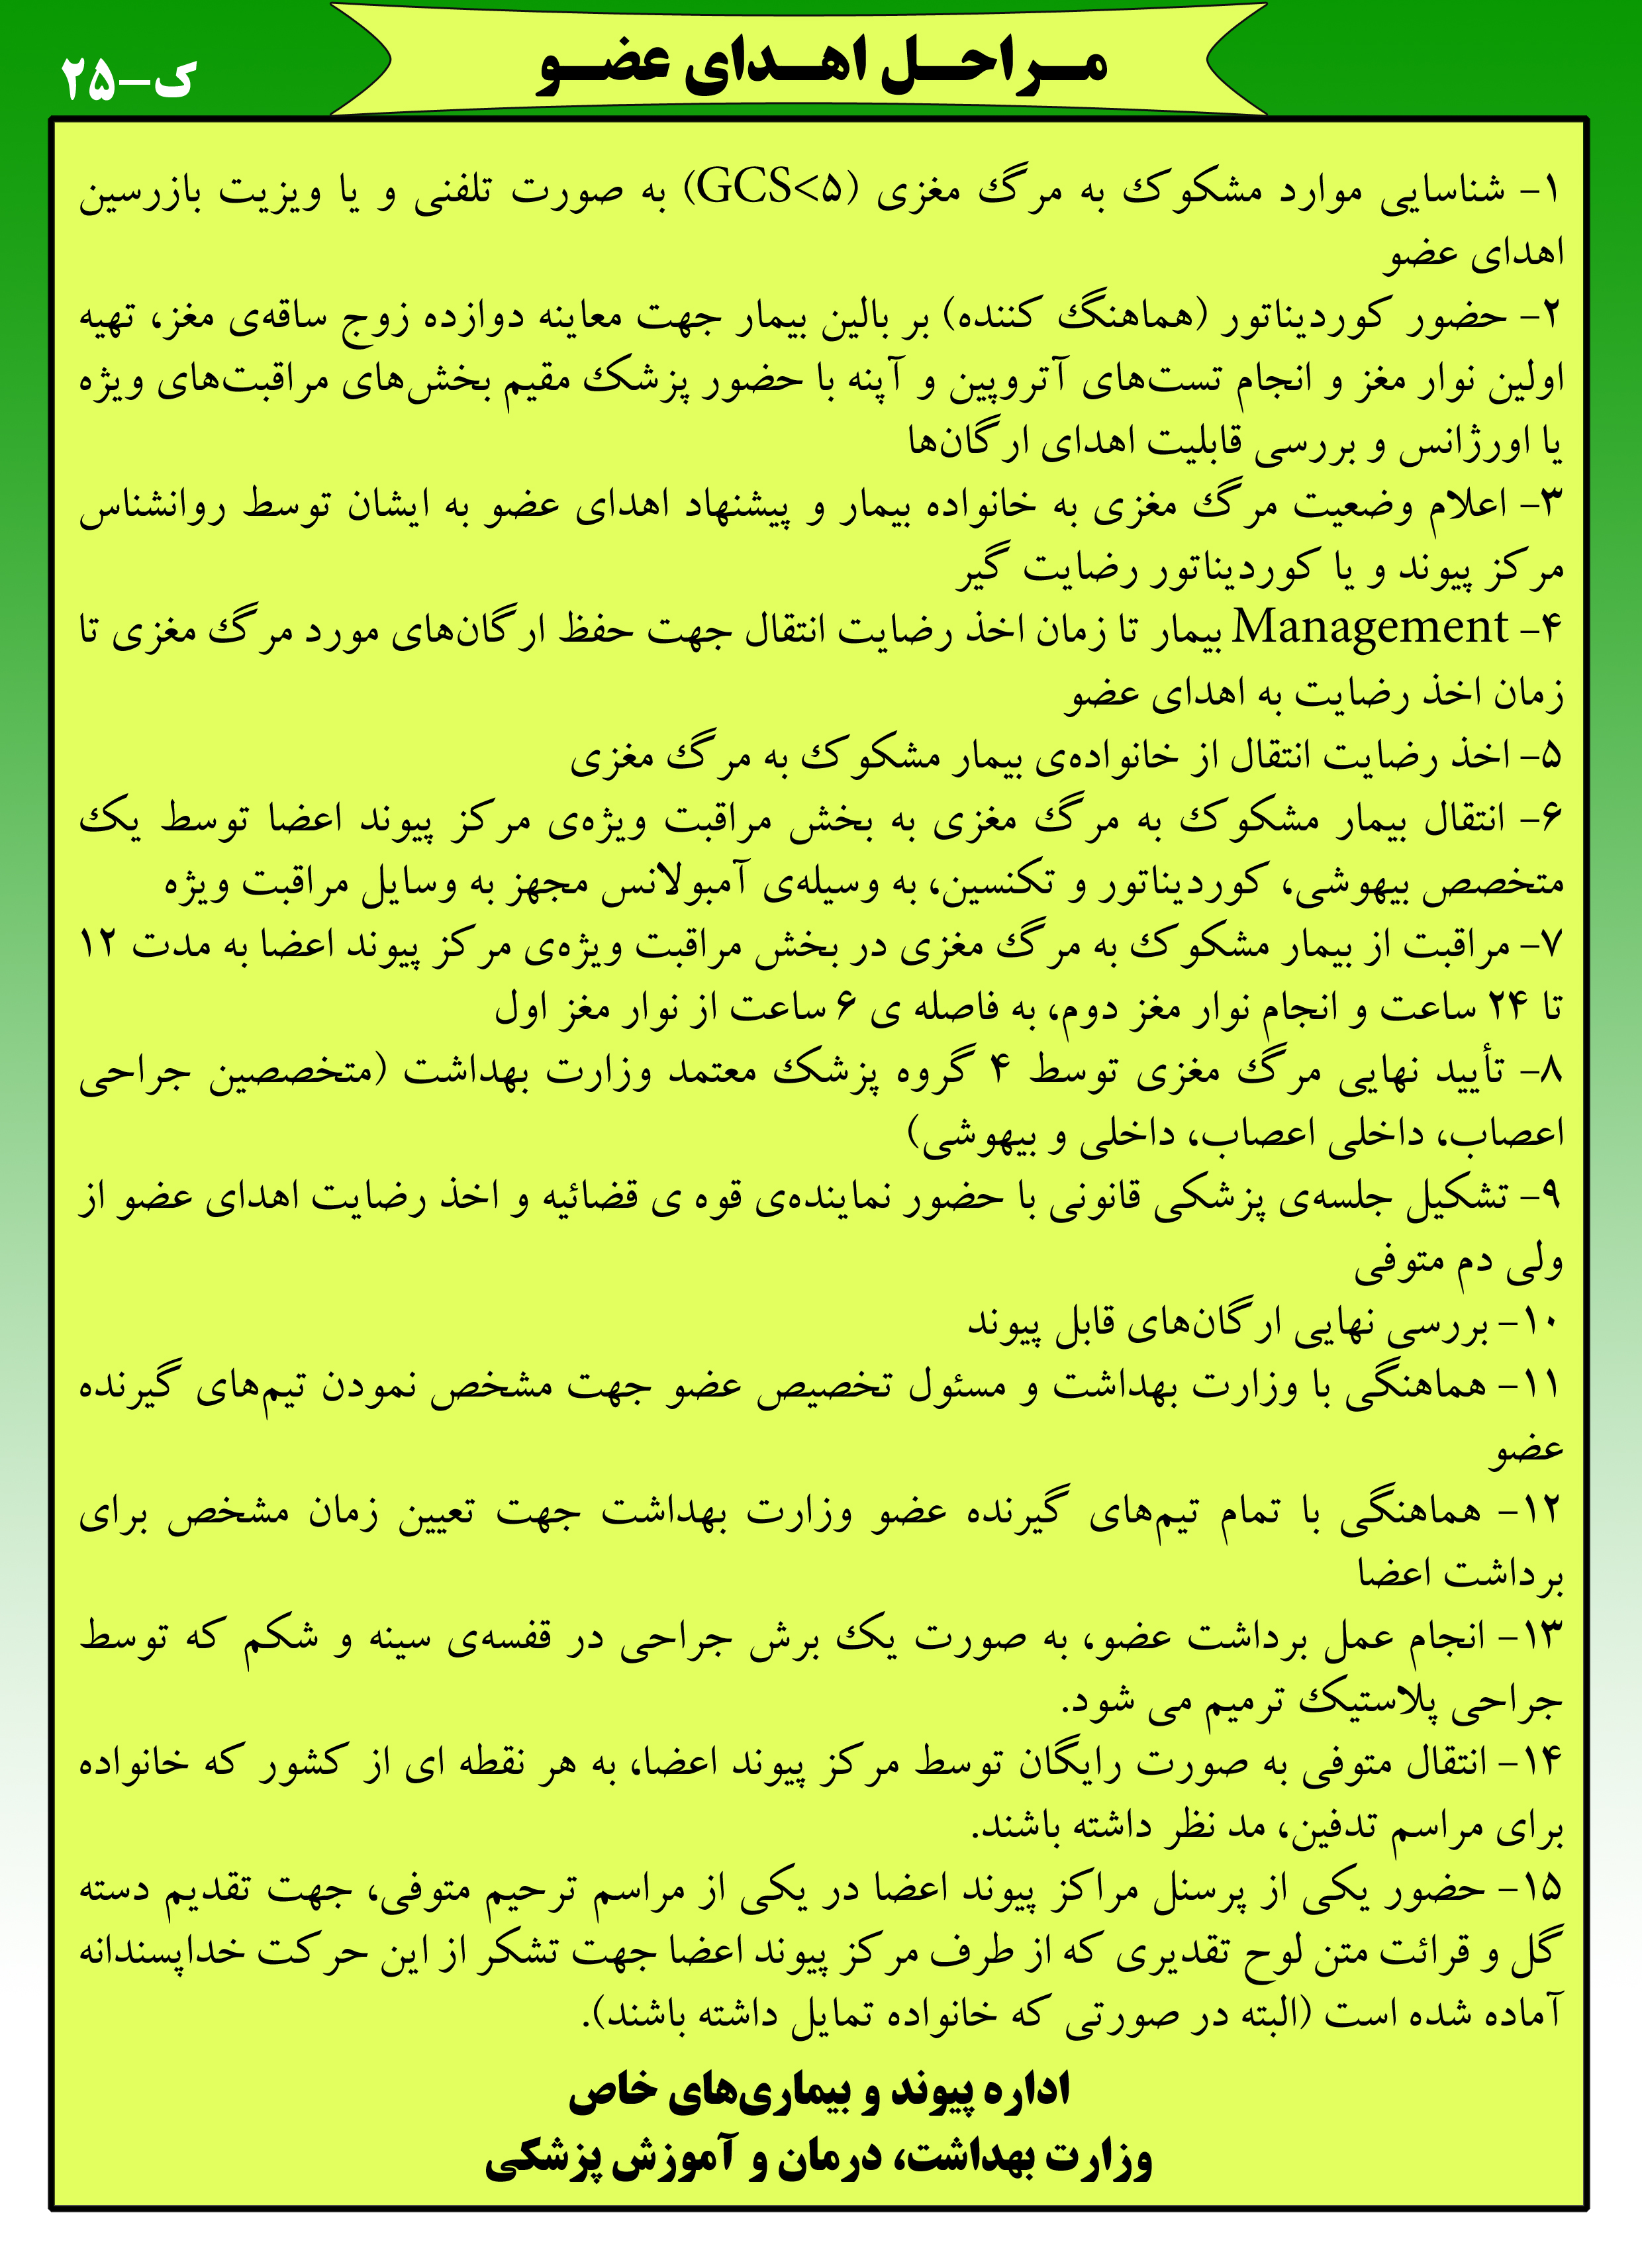 مراحل اهدای عضو
ک-۲۵
۱- شناسایی موارد مشکوک به مرگ مغزی (GCS<۵) به صورت تلفنی و یا ویزیت بازرسین
اهدای عضو
۲- حضور کوردیناتور (هماهنگ کننده) بر بالین بیمار جهت معاینه دوازده زوج ساقه‌ی مغز، تهیه
اولین نوار مغز و انجام تست‌های آتروپین و آپنه با حضور پزشک مقیم بخش‌های مراقبت‌های ویژه
یا اورژانس و بررسی قابلیت اهدای ارگان‌ها
۳- اعلام وضعیت مرگ مغزی به خانواده بیمار و پیشنهاد اهدای عضو به ایشان توسط روانشناس
مرکز پیوند و یا کوردیناتور رضایت گیر
۴- Management بیمار تا زمان اخذ رضایت انتقال جهت حفظ ارگان‌های مورد مرگ مغزی تا
زمان اخذ رضایت به اهدای عضو
۵- اخذ رضایت انتقال از خانواده‌ی بیمار مشکوک به مرگ مغزی
۶- انتقال بیمار مشکوک به مرگ مغزی به بخش مراقبت ویژه‌ی مرکز پیوند اعضا توسط یک
متخصص بیهوشی، کوردیناتور و تکنسین، به وسیله‌ی آمبولانس مجهز به وسایل مراقبت ویژه
۷- مراقبت از بیمار مشکوک به مرگ مغزی در بخش مراقبت ویژه‌ی مرکز پیوند اعضا به مدت ۱۲
تا ۲۴ ساعت و انجام نوار مغز دوم، به فاصله ی ۶ ساعت از نوار مغز اول
۸- تأیید نهایی مرگ مغزی توسط ۴ گروه پزشک معتمد وزارت بهداشت (متخصصین جراحی
اعصاب، داخلی اعصاب، داخلی و بیهوشی)
۹- تشکیل جلسه‌ی پزشکی قانونی با حضور نماینده‌ی قوه ی قضائیه و اخذ رضایت اهدای عضو از
ولی دم متوفی
۱۰- بررسی نهایی ارگان‌های قابل پیوند
۱۱- هماهنگی با وزارت بهداشت و مسئول تخصیص عضو جهت مشخص نمودن تیم‌های گیرنده
عضو
۱۲- هماهنگی با تمام تیم‌های گیرنده عضو وزارت بهداشت جهت تعیین زمان مشخص برای
برداشت اعضا
۱۳- انجام عمل برداشت عضو، به صورت یک برش جراحی در قفسه‌ی سینه و شکم که توسط
جراحی پلاستیک ترمیم می شود.
۱۴- انتقال متوفی به صورت رایگان توسط مرکز پیوند اعضا، به هر نقطه ای از کشور که خانواده
برای مراسم تدفین، مد نظر داشته باشند.
۱۵- حضور یکی از پرسنل مراکز پیوند اعضا در یکی از مراسم ترحیم متوفی، جهت تقدیم دسته
گل و قرائت متن لوح تقدیری که از طرف مرکز پیوند اعضا جهت تشکر از این حرکت خداپسندانه
آماده شده است (البته در صورتی که خانواده تمایل داشته باشند).
اداره پیوند و بیماری‌های خاص
وزارت بهداشت، درمان و آموزش پزشکی